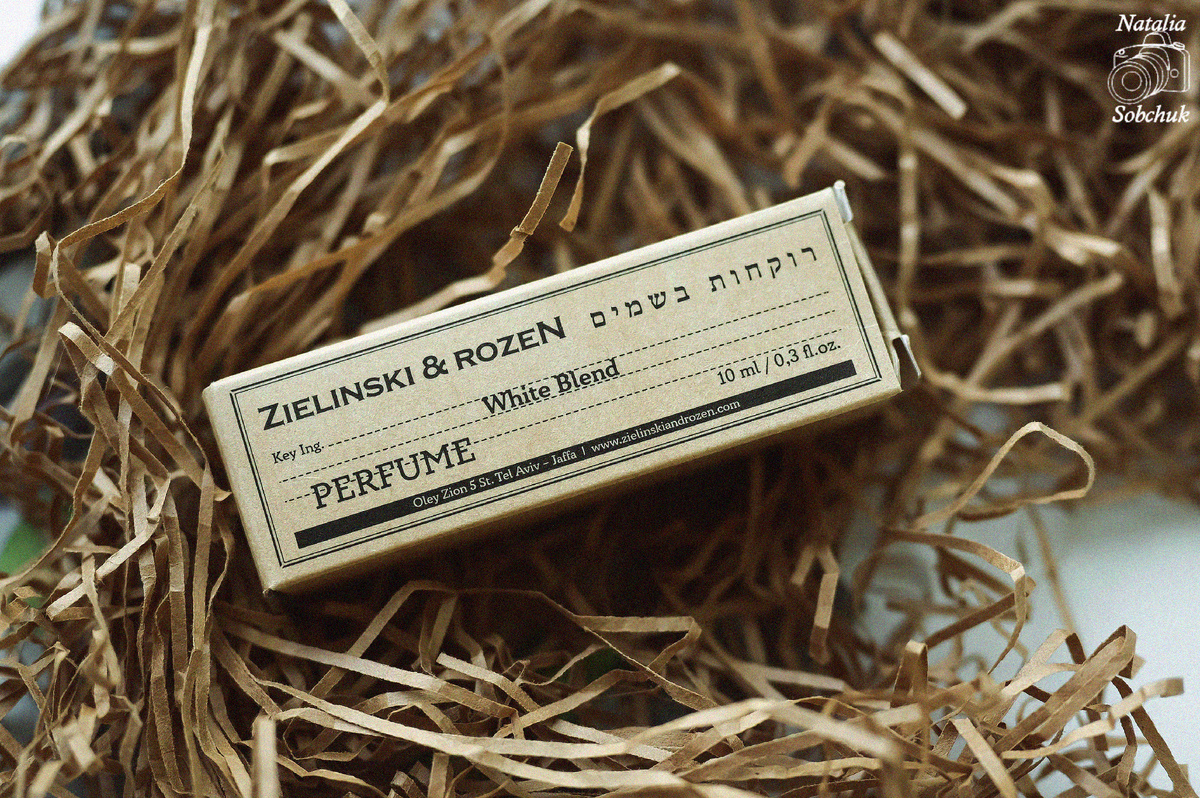 Natalia
Sobchuk
ZIELINSKI & ROZEN רוקחות בשמים
Key Ing. White Blend
PERFUME 10 ml / 0,3 fl.oz.
Oley Zion 5 St. Tel Aviv - Jaffa | www.zielinskiandrozen.com